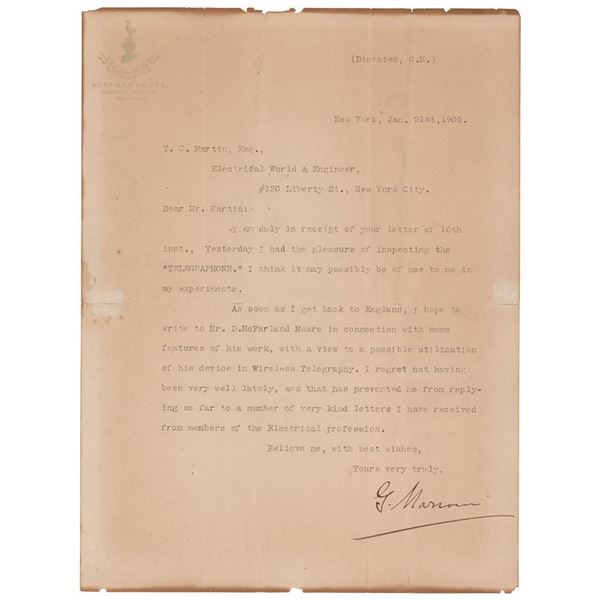 HOFFMAN HOUSE
MADISON SQUARE
NEW YORK
(Dictated, G.M.)
New York, Jan. 21st, 1902.
T. C. Martin, Esq.,
Electrical World & Engineer,
#120 Liberty St., New York City.
Dear Mr. Martin:-
I am duly in receipt of your letter of 18th
inst., Yesterday I had the pleasure of inspecting the
"TELEGRAPHONE." I think it may possibly be of use to me in
my experiments.
As soon as I get back to England, I hope to
write to Mr. D.McFarland Moore in connection with some
features of his work, with a view to a possible utilization
of his device in Wireless Telegraphy. I regret not having
been very well lately, and that has prevented me from reply-
ing so far to a number of very kind letters I have received
from members of the Electrical profession.
Believe me, with best wishes,
Yours very truly,
G. Marconi